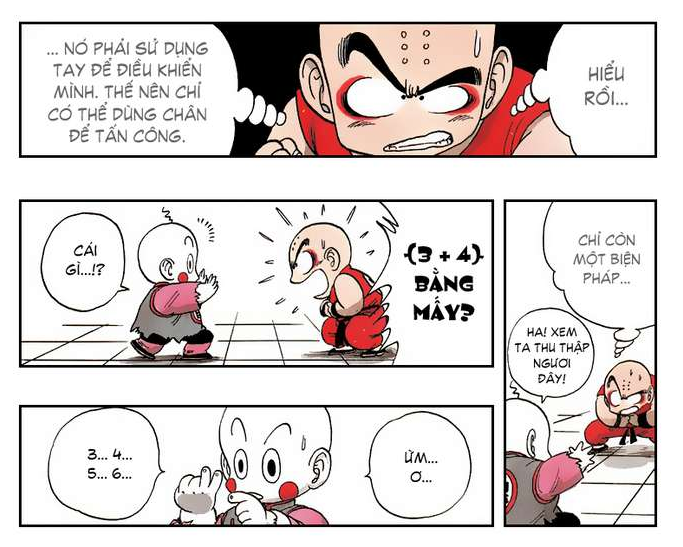 HIỂU
RỒI...
... NÓ PHẢI SỬ DỤNG
TAY ĐỂ ĐIỀU KHIỂN
MÌNH. THẾ NÊN CHỈ
CÓ THỂ DÙNG CHÂN
ĐỂ TẤN CÔNG.
CHỈ CÒN
MỘT BIỆN
PHÁP...
HA! XEM
TA THU THẬP
NGƯƠI
ĐÂY!
(3 + 4)
BẰNG
MẤY?
CÁI
GÌ...!?
ỪM...
Ơ...
3... 4...
5... 6...